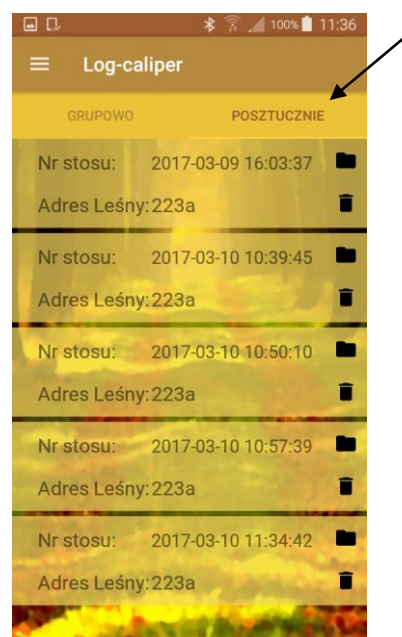 100% 11:36
Log-caliper
GRUPOWO POSZTUCZNIE
Nr stosu: 2017-03-09 16:03:37
Adres Leśny: 223a
Nr stosu: 2017-03-10 10:39:45
Adres Leśny: 223a
Nr stosu: 2017-03-10 10:50:10
Adres Leśny: 223a
Nr stosu: 2017-03-10 10:57:39
Adres Leśny: 223a
Nr stosu: 2017-03-10 11:34:42
Adres Leśny: 223a